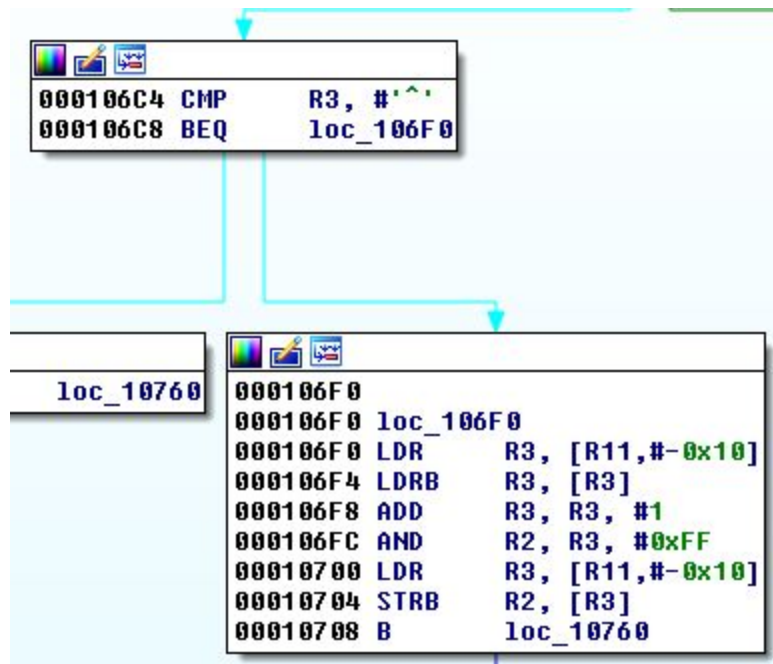 000106C4 CMP R3, #'^'
000106C8 BEQ loc_106F0
loc_10760
000106F0
000106F0 loc_106F0
000106F0 LDR R3, [R11,#-0x10]
000106F4 LDRB R3, [R3]
000106F8 ADD R3, R3, #1
000106FC AND R2, R3, #0xFF
00010700 LDR R3, [R11,#-0x10]
00010704 STRB R2, [R3]
00010708 B loc_10760